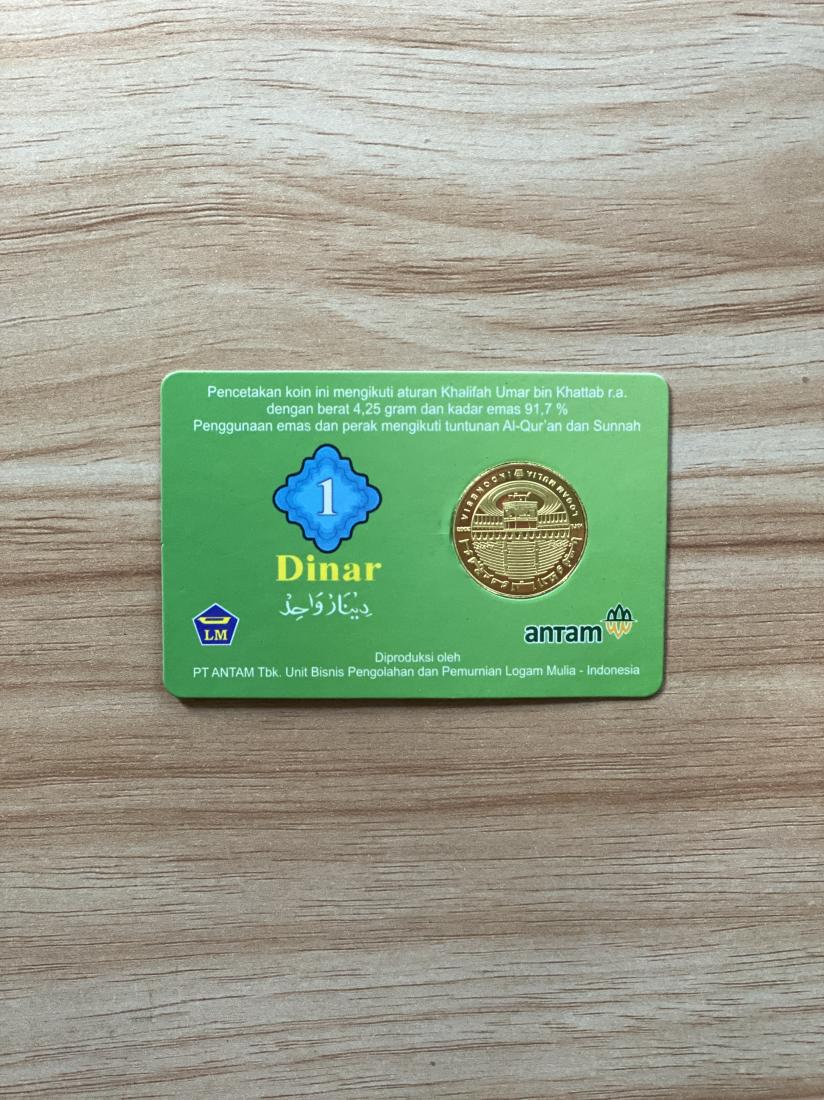 Pencetakan koin ini mengikuti aturan Khalifah Umar bin Khattab r.a.
dengan berat 4,25 gram dan kadar emas 91,7 %
Penggunaan emas dan perak mengikuti tuntunan Al-Qur'an dan Sunnah
1
Dinar
دِيْنَارْ وَاحِدْ
LM
antam
Diproduksi oleh
PT ANTAM Tbk. Unit Bisnis Pengolahan dan Pemurnian Logam Mulia - Indonesia